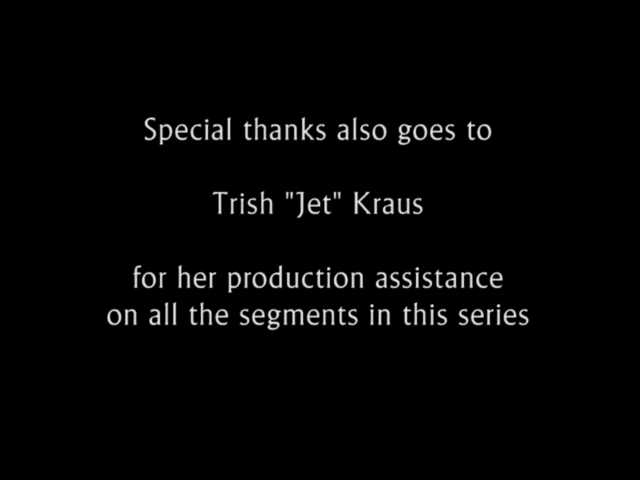 Special thanks also goes to
Trish "Jet" Kraus
for her production assistance
on all the segments in this series